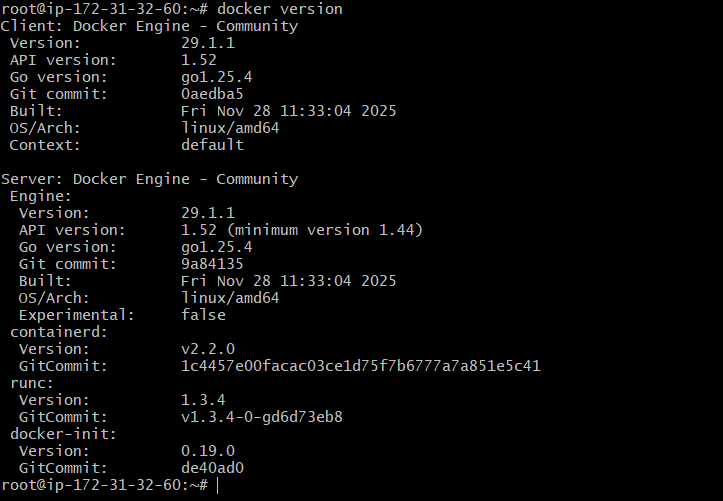 root@ip-172-31-32-60:~# docker version
Client: Docker Engine - Community
 Version:           29.1.1
 API version:       1.52
 Go version:        go1.25.4
 Git commit:        0aedba5
 Built:             Fri Nov 28 11:33:04 2025
 OS/Arch:           linux/amd64
 Context:           default

Server: Docker Engine - Community
 Engine:
  Version:          29.1.1
  API version:      1.52 (minimum version 1.44)
  Go version:       go1.25.4
  Git commit:       9a84135
  Built:            Fri Nov 28 11:33:04 2025
  OS/Arch:          linux/amd64
  Experimental:     false
 containerd:
  Version:          v2.2.0
  GitCommit:        1c4457e00facac03ce1d75f7b6777a7a851e5c41
 runc:
  Version:          1.3.4
  GitCommit:        v1.3.4-0-gd6d73eb8
 docker-init:
  Version:          0.19.0
  GitCommit:        de40ad0
root@ip-172-31-32-60:~#